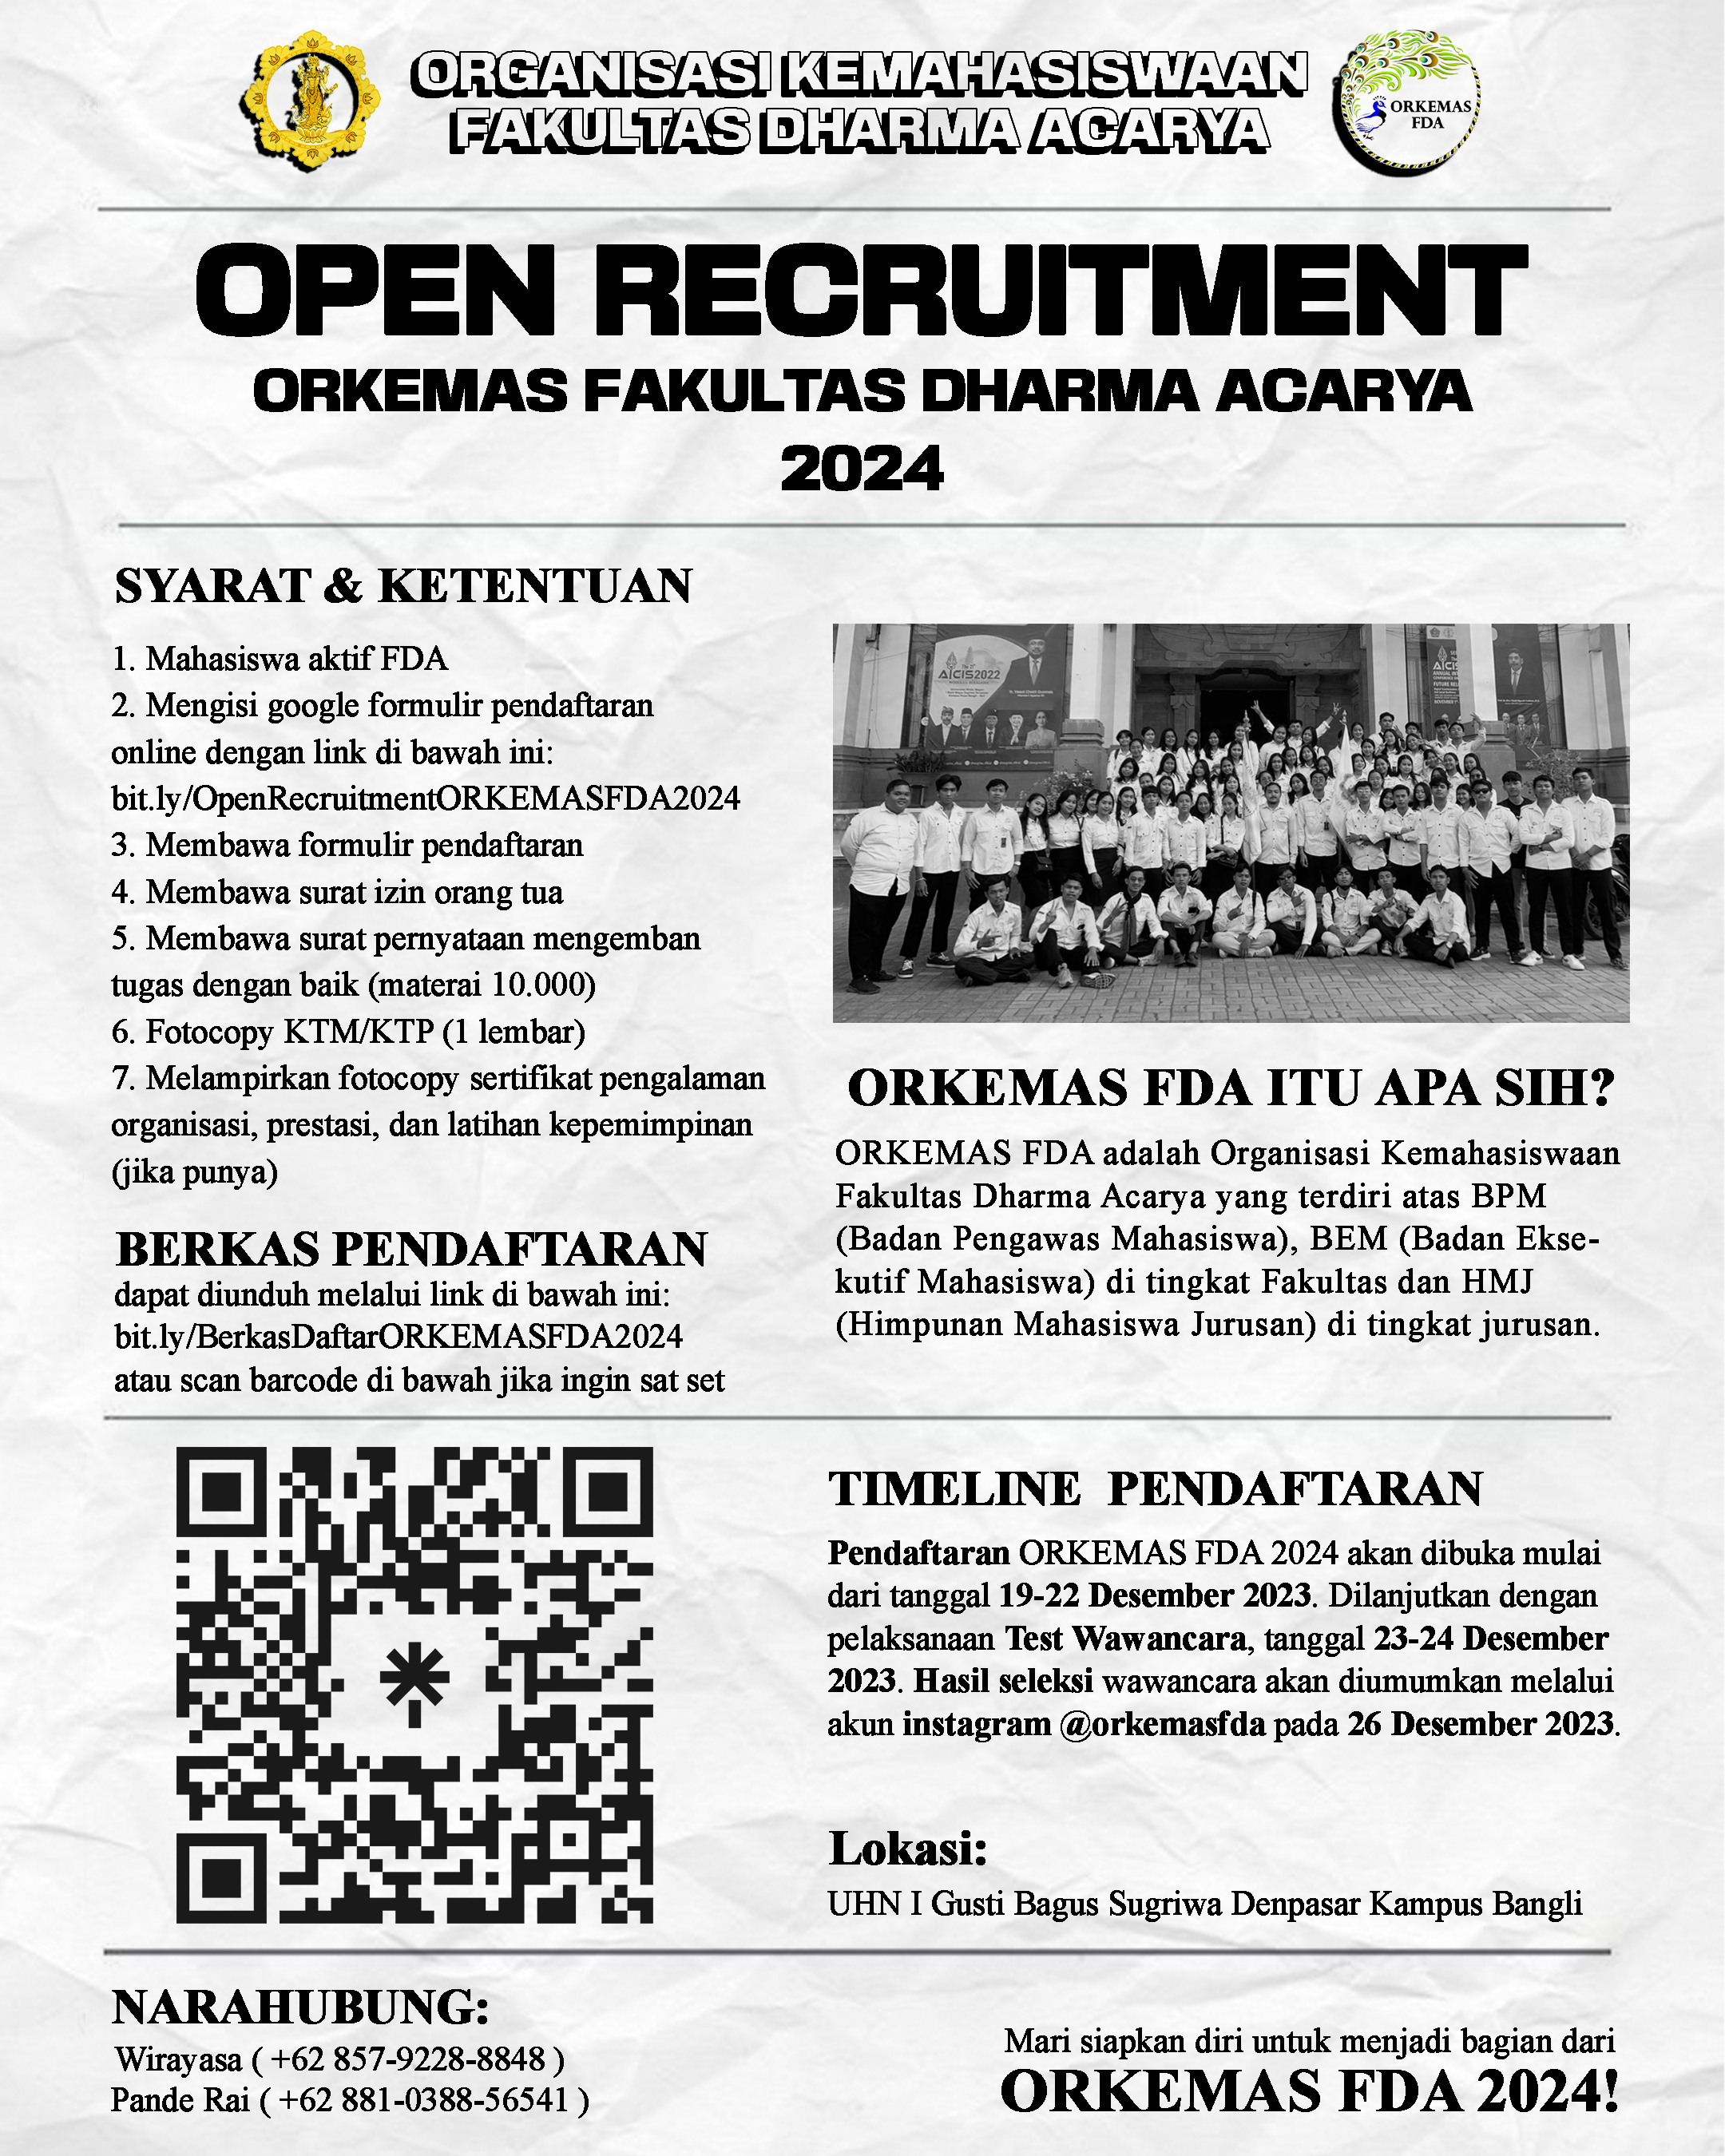 ORGANISASI KEMAHASISWAAN
FAKULTAS DHARMA ACARYA
ORKEMAS
FDA
OPEN RECRUITMENT
ORKEMAS FAKULTAS DHARMA ACARYA
2024
SYARAT & KETENTUAN
1. Mahasiswa aktif FDA
2. Mengisi google formulir pendaftaran
online dengan link di bawah ini:
bit.ly/OpenRecruitmentORKEMASFDA2024
3. Membawa formulir pendaftaran
4. Membawa surat izin orang tua
5. Membawa surat pernyataan mengemban
tugas dengan baik (materai 10.000)
6. Fotocopy KTM/KTP (1 lembar)
7. Melampirkan fotocopy sertifikat pengalaman
organisasi, prestasi, dan latihan kepemimpinan
(jika punya)
BERKAS PENDAFTARAN
dapat diunduh melalui link di bawah ini:
bit.ly/BerkasDaftarORKEMASFDA2024
atau scan barcode di bawah jika ingin sat set
AICIS2022
ORKEMAS FDA ITU APA SIH?
ORKEMAS FDA adalah Organisasi Kemahasiswaan
Fakultas Dharma Acarya yang terdiri atas BPM
(Badan Pengawas Mahasiswa), BEM (Badan Ekse-
kutif Mahasiswa) di tingkat Fakultas dan HMJ
(Himpunan Mahasiswa Jurusan) di tingkat jurusan.
TIMELINE PENDAFTARAN
Pendaftaran ORKEMAS FDA 2024 akan dibuka mulai
dari tanggal 19-22 Desember 2023. Dilanjutkan dengan
pelaksanaan Test Wawancara, tanggal 23-24 Desember
2023. Hasil seleksi wawancara akan diumumkan melalui
akun instagram @orkemasfda pada 26 Desember 2023.
Lokasi:
UHN I Gusti Bagus Sugriwa Denpasar Kampus Bangli
NARAHUBUNG:
Wirayasa ( +62 857-9228-8848 )
Pande Rai ( +62 881-0388-56541 )
Mari siapkan diri untuk menjadi bagian dari
ORKEMAS FDA 2024!